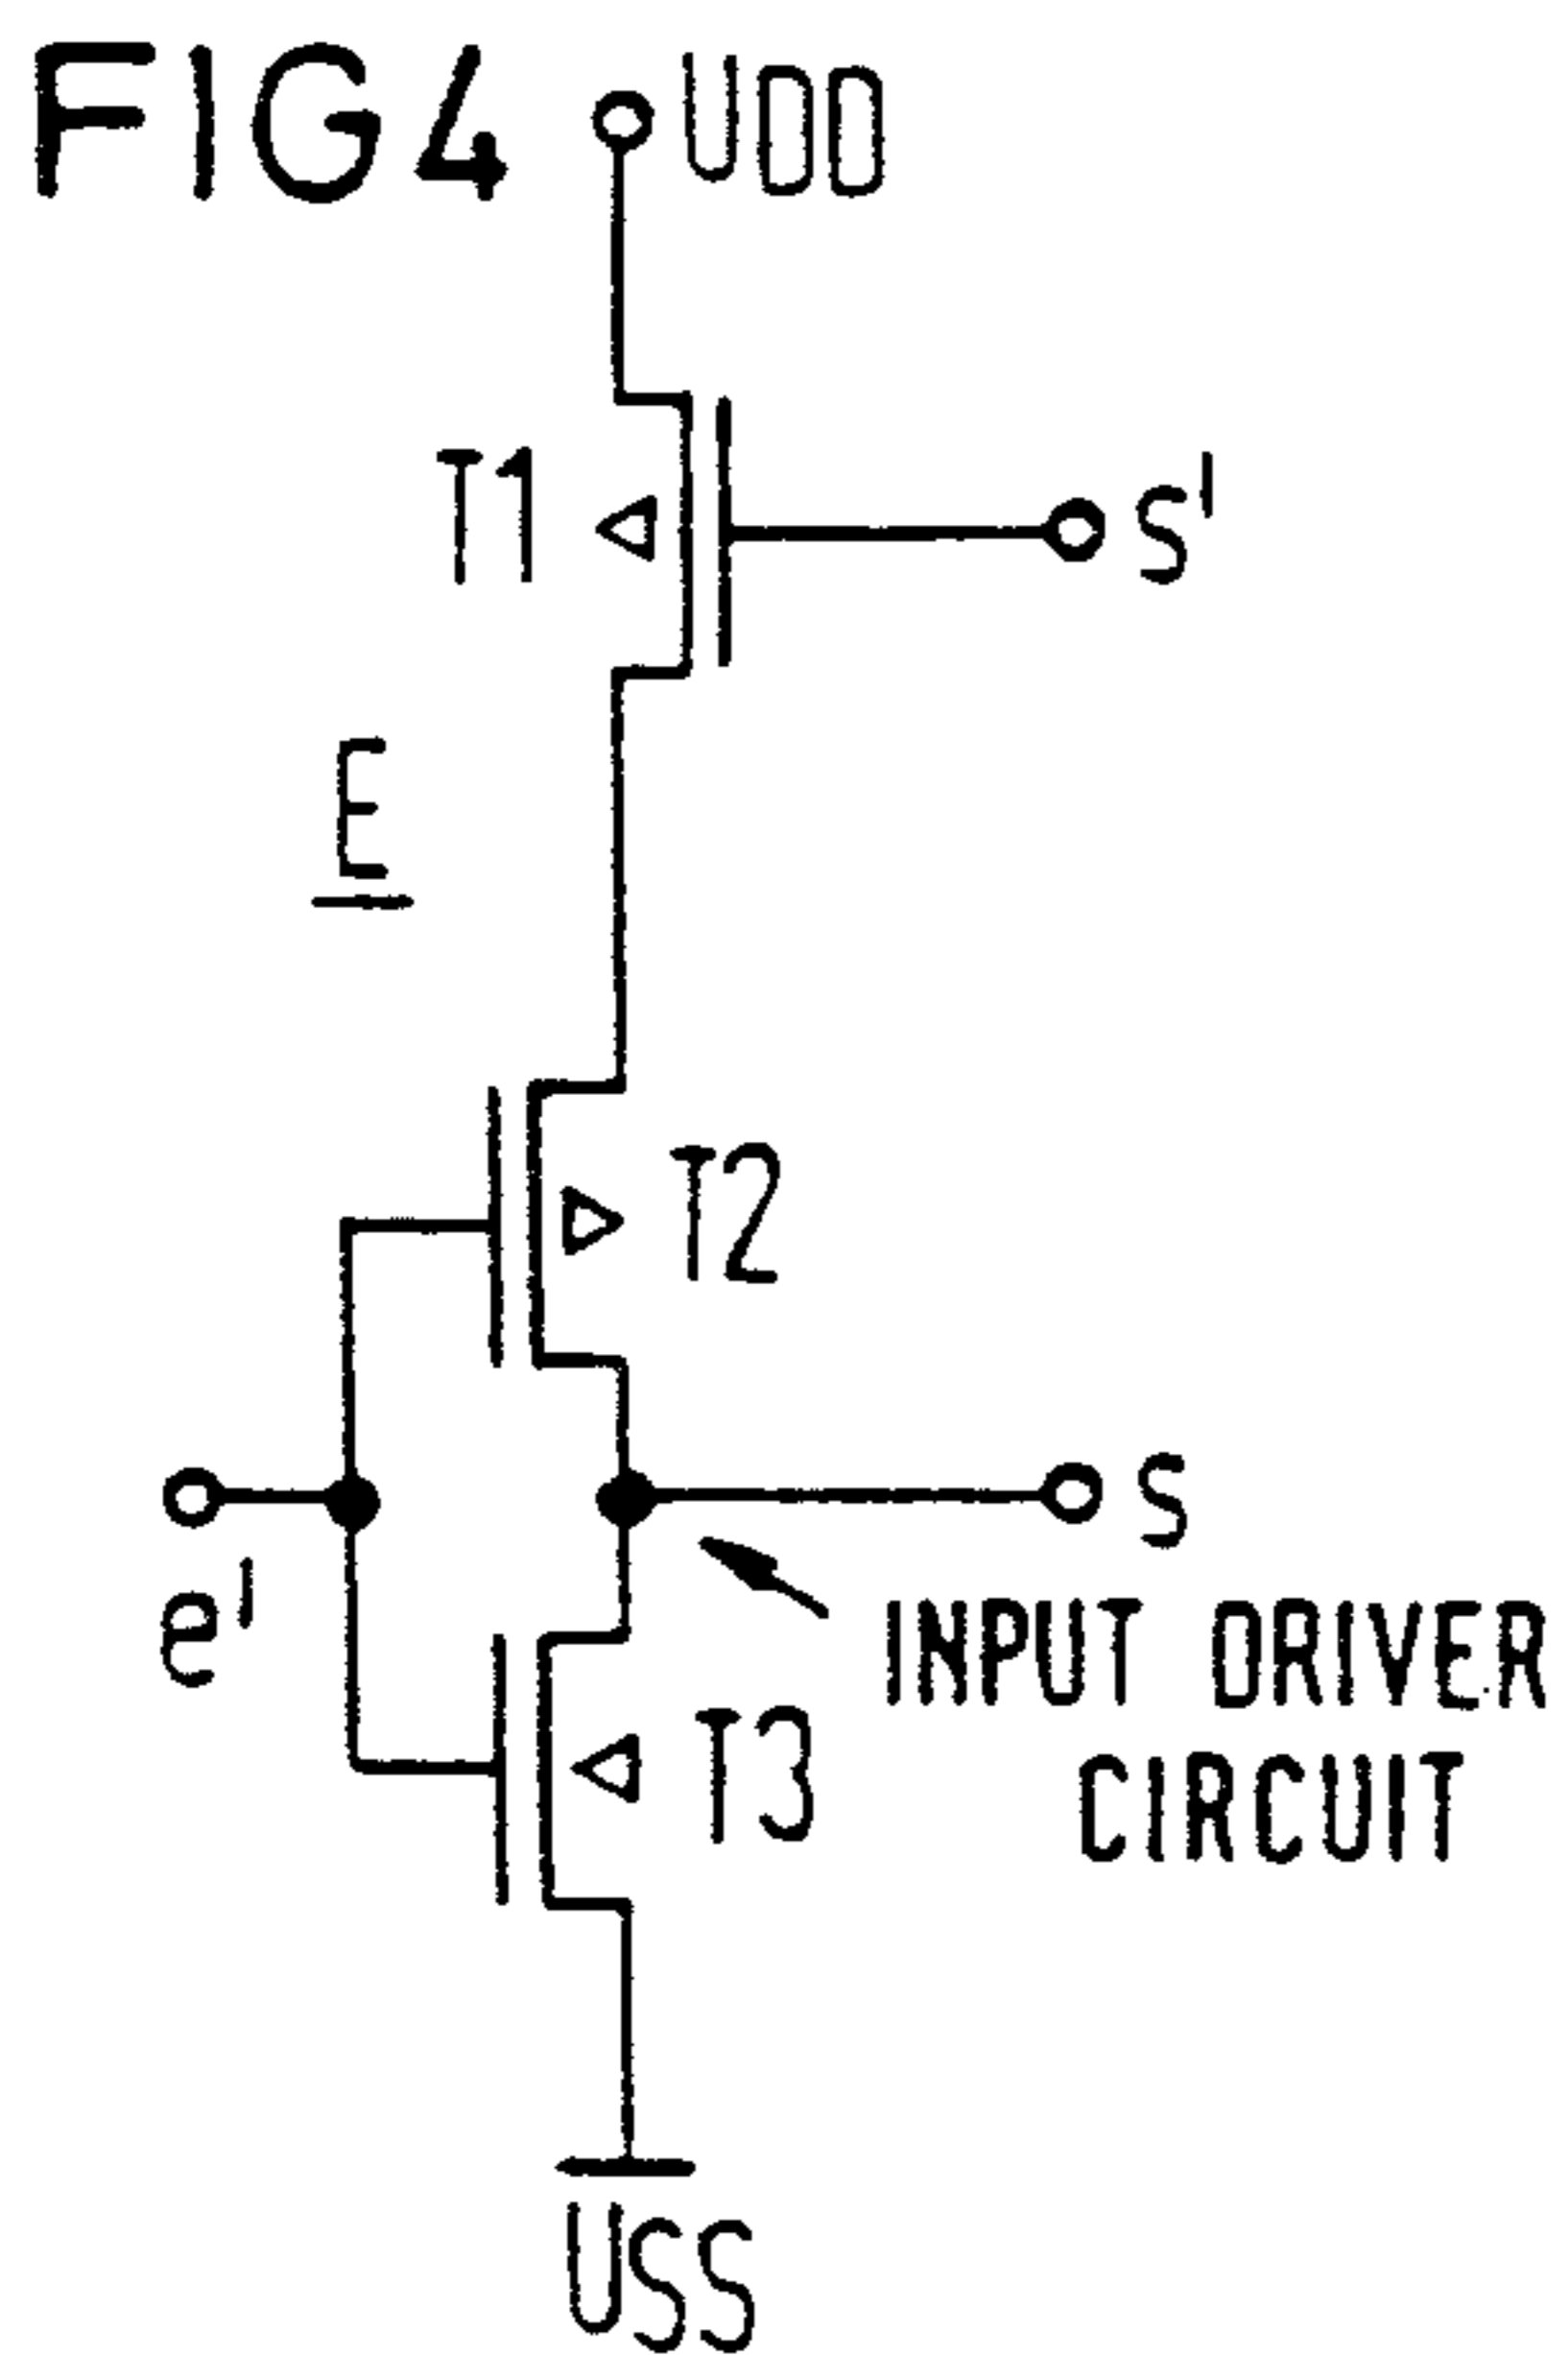 FIG4
UDD
T1
S'
E
T2
S
e'
INPUT DRIVER
CIRCUIT
T3
USS